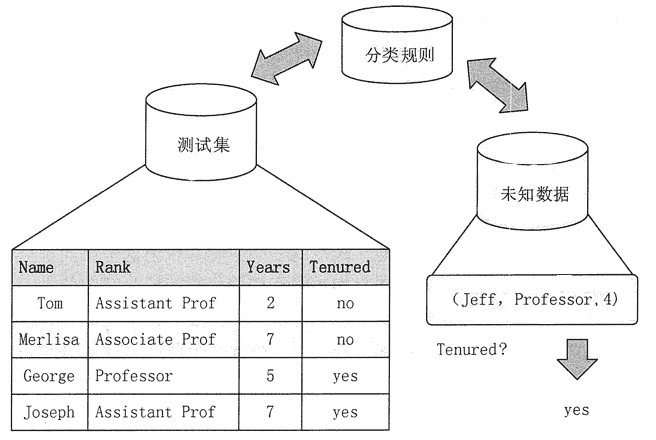 分类规则
测试集
未知数据
Name Rank Years Tenured
Tom Assistant Prof 2 no
Merlisa Associate Prof 7 no
George Professor 5 yes
Joseph Assistant Prof 7 yes
(Jeff, Professor, 4)
Tenured?
yes